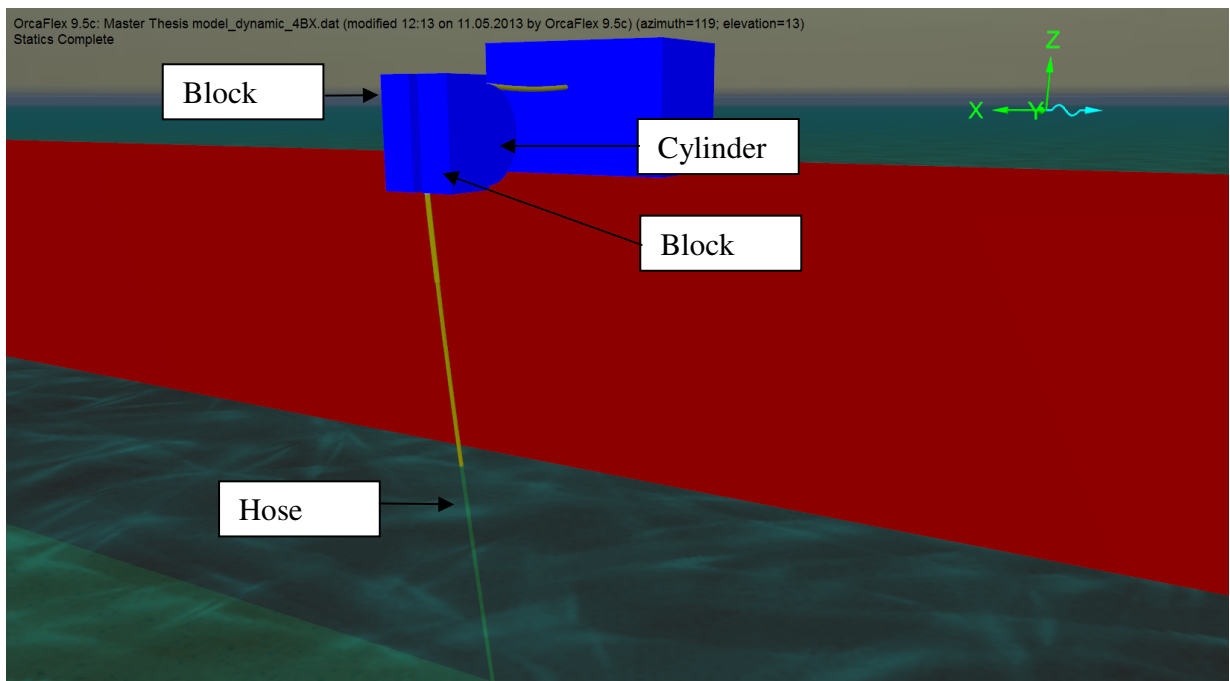 OrcaFlex 9.5c: Master Thesis model_dynamic_4BX.dat (modified 12:13 on 11.05.2013 by OrcaFlex 9.5c) (azimuth=119; elevation=13)
Statics Complete
Z
Block
X
Y
Cylinder
Block
Hose